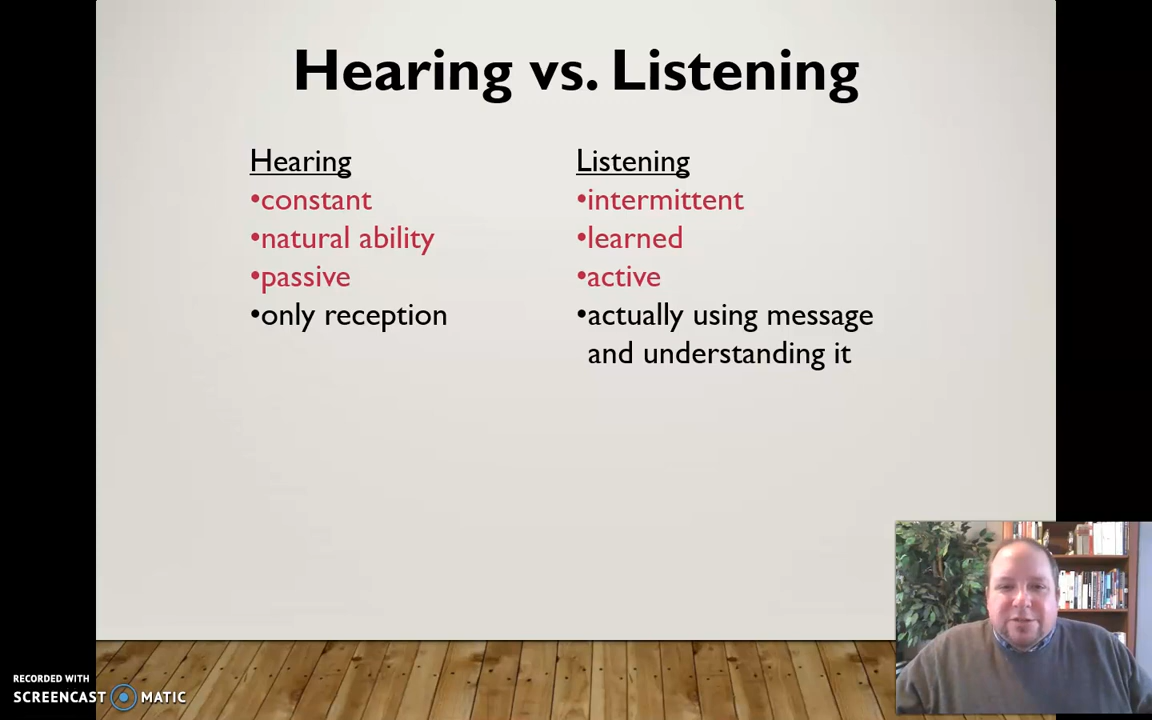 Hearing vs. Listening
Hearing
•constant
•natural ability
•passive
•only reception
Listening
•intermittent
•learned
•active
•actually using message
and understanding it
RECORDED WITH
SCREENCAST MATIC